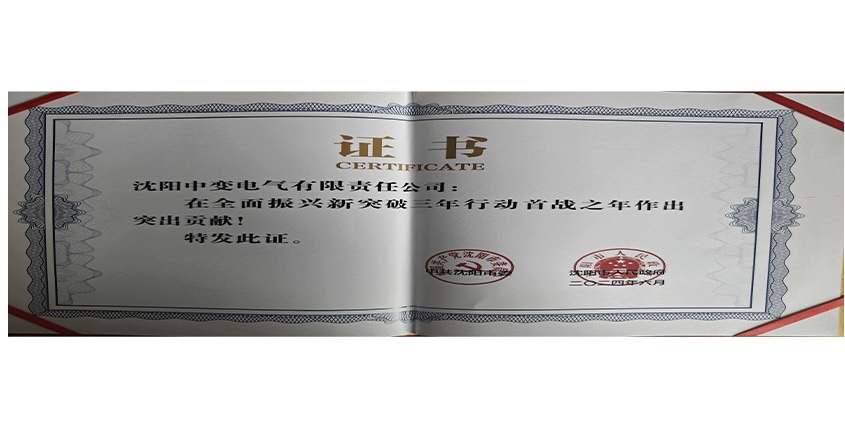 证书
CERTIFICATE
沈阳中变电气有限责任公司：
在全面振兴新突破三年行动首战之年作出
突出贡献！
特发此证。
中共沈阳市委
沈阳市人民政府
二〇二四年六月